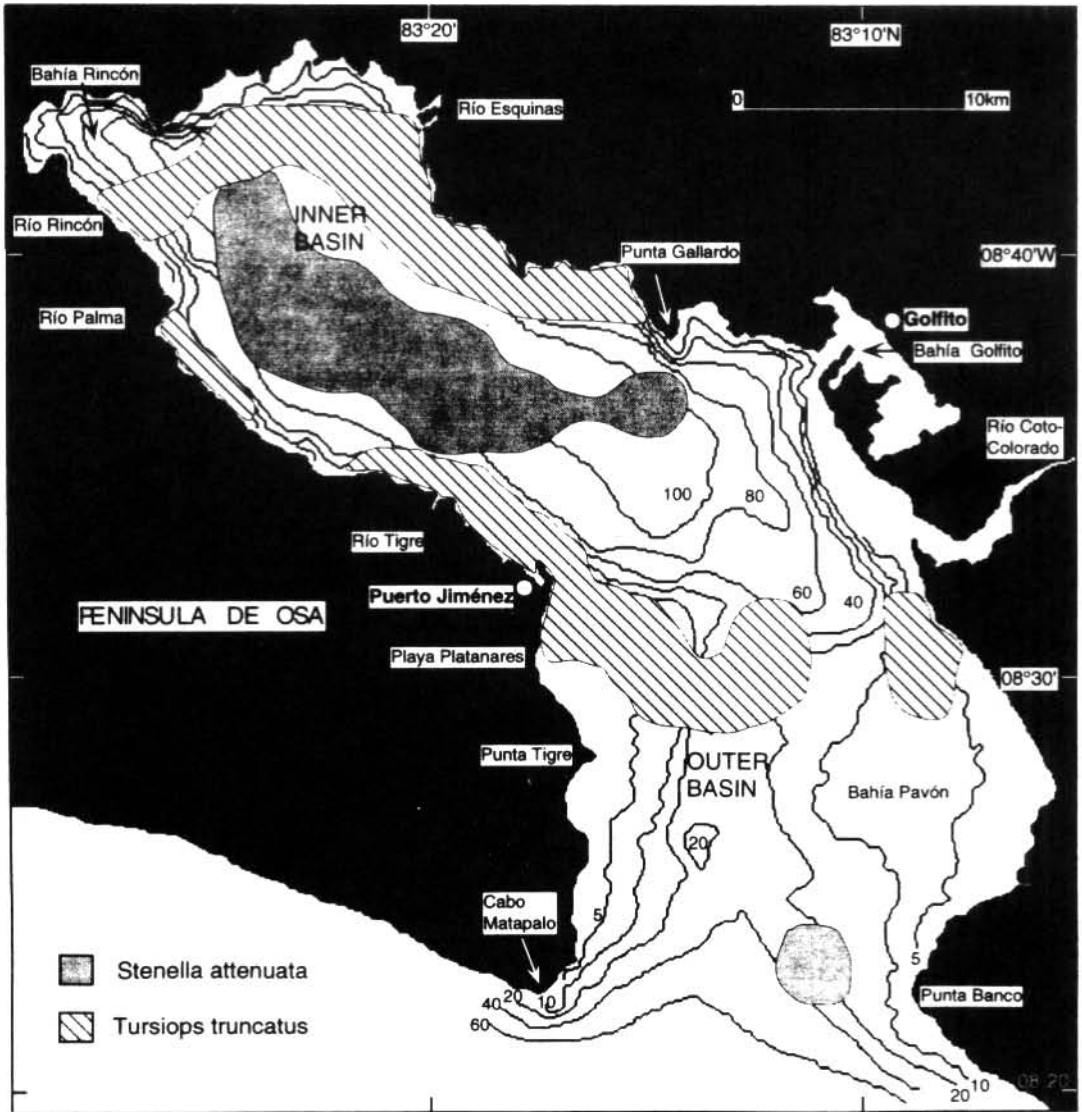 83°20'
83°10'N
Bahía Rincón
0
10km
Río Esquinas
Río Rincón
INNER
BASIN
Punta Gallardo
08°40'W
Río Palma
Golfito
Bahía Golfito
Río Coto-
Colorado
100
80
Río Tigre
Puerto Jiménez
60
40
PENINSULA DE OSA
Playa Platanares
08°30'
Punta Tigre
OUTER
BASIN
Bahía Pavón
20
Cabo
Matapalo
5
5
Stenella attenuata
40
20
10
Punta Banco
60
Tursiops truncatus
10
20
08 20